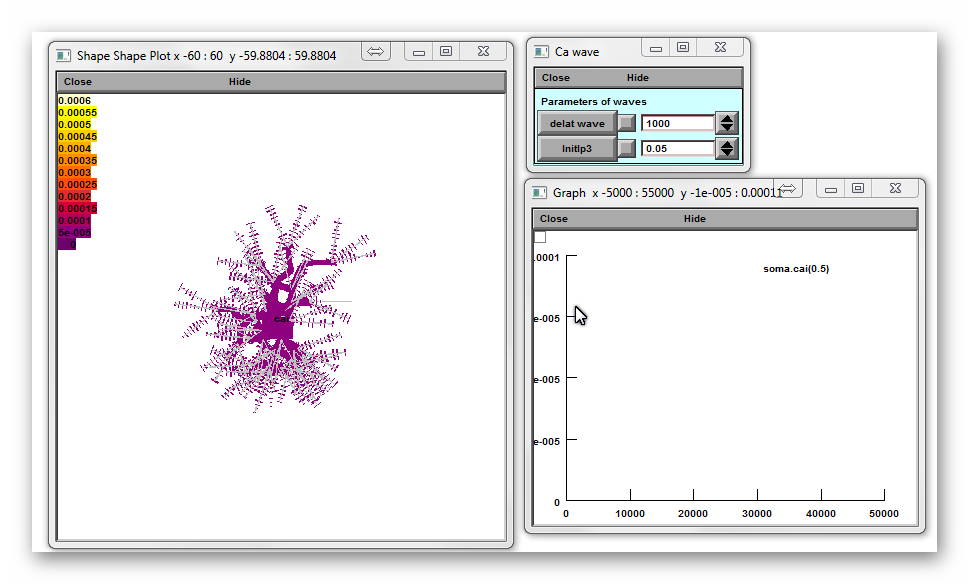 Shape Shape Plot x -60 : 60 y -59.8804 : 59.8804
Close Hide
0.0006
0.00055
0.0005
0.00045
0.0004
0.00035
0.0003
0.00025
0.0002
0.00015
0.0001
5e-005
0
cai
Ca wave
Close Hide
Parameters of waves
delat wave 1000
InitIp3 0.05
Graph x -5000 : 55000 y -1e-005 : 0.00011
Close Hide
.0001
soma.cai(0.5)
e-005
e-005
e-005
0
0 10000 20000 30000 40000 50000